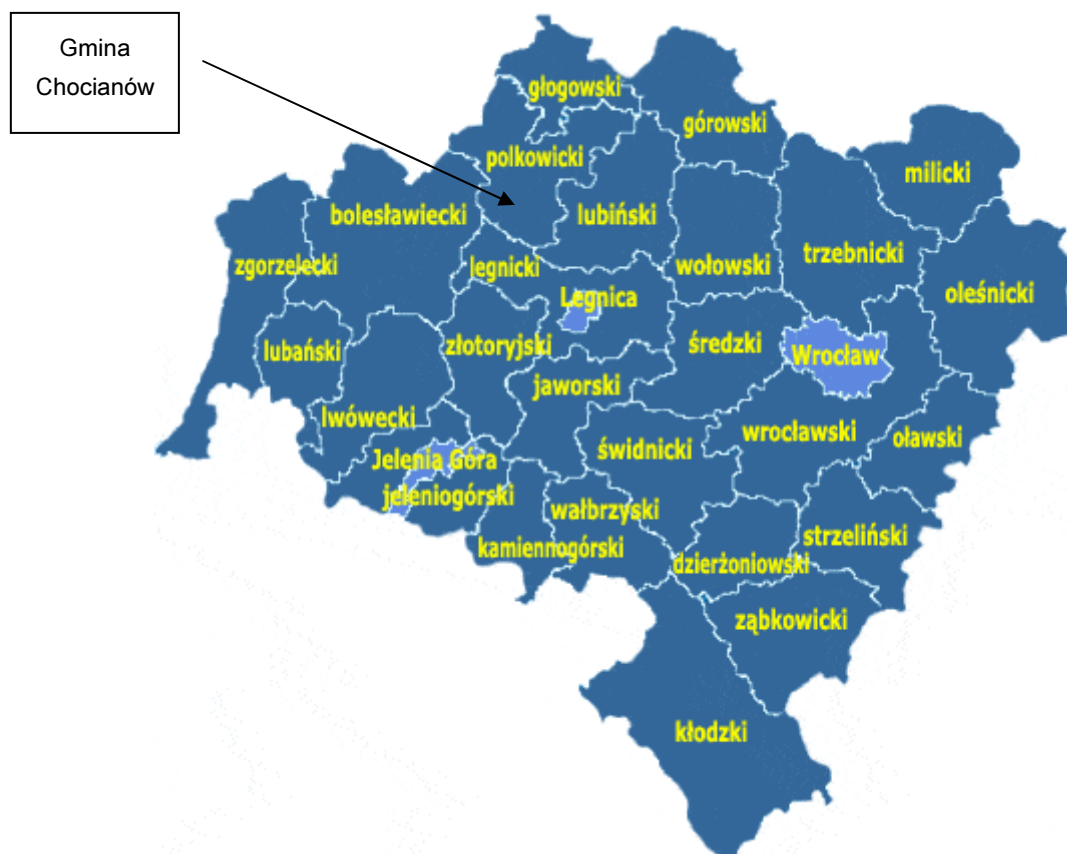 Gmina
Chocianów
głogowski
górowski
polkowicki
milicki
bolesławiecki
lubiński
zgorzelecki
legnicki
wołowski
trzebnicki
oleśnicki
Legnica
lubański
złotoryjski
średzki
Wrocław
jaworski
lwówecki
wrocławski
oławski
świdnicki
Jelenia Góra
jeleniogórski
wałbrzyski
strzeliński
kamiennogórski
dzierżoniowski
ząbkowicki
kłodzki